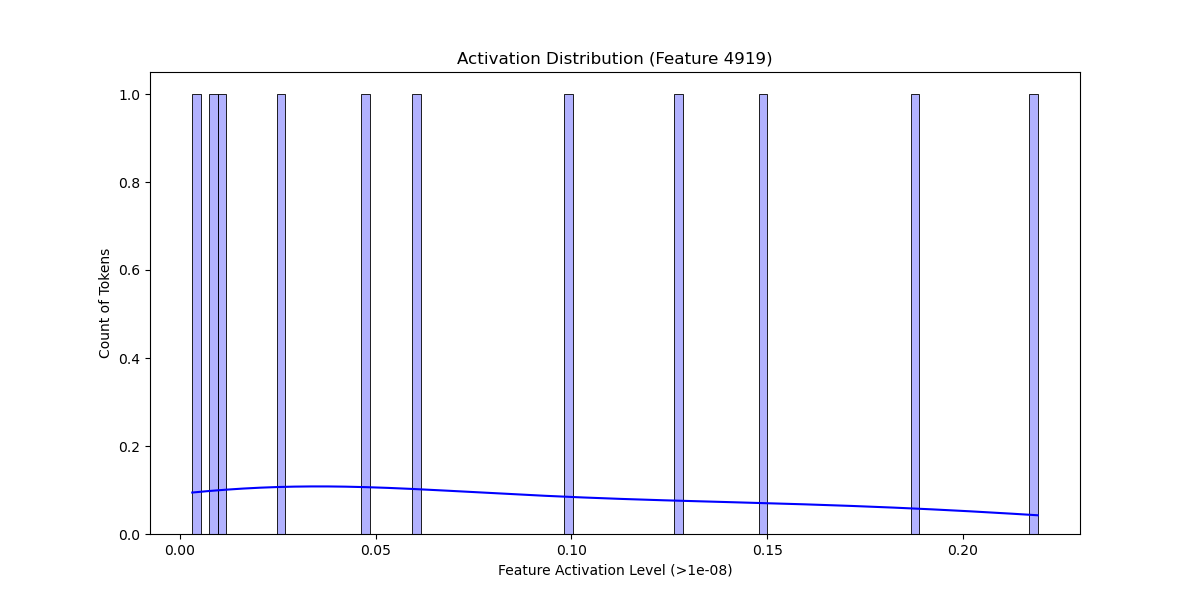 Activation Distribution (Feature 4919)
1.0
0.8
0.6
0.4
0.2
0.0
Count of Tokens
0.00 0.05 0.10 0.15 0.20
Feature Activation Level (>1e-08)